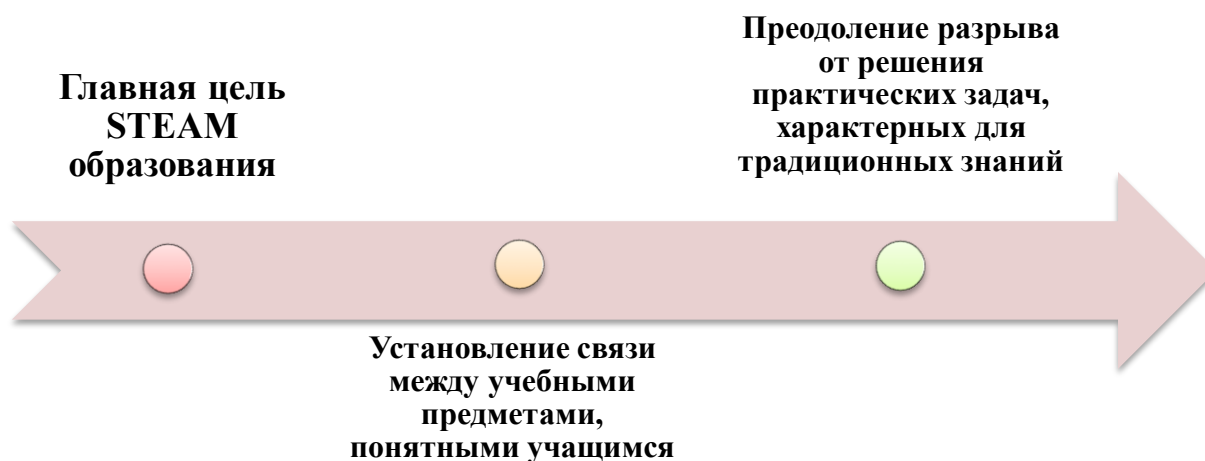 Главная цель
STEAM
образования
Установление связи
между учебными
предметами,
понятными учащимся
Преодоление разрыва
от решения
практических задач,
характерных для
традиционных знаний